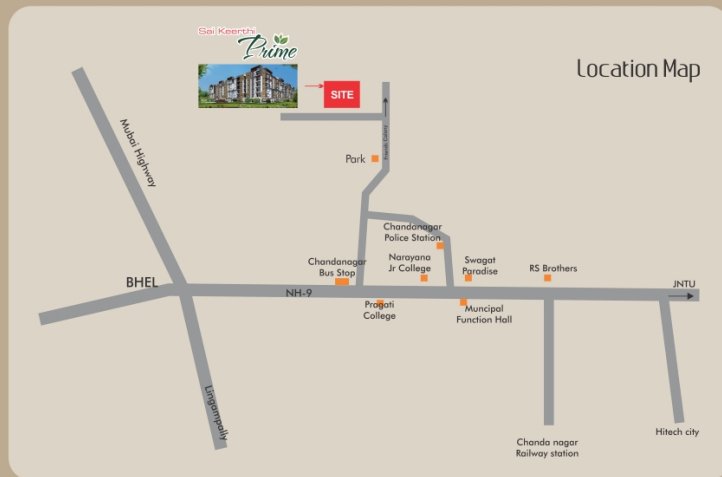 Sai Keerthi
Prime
Location Map
SITE
Friends Colony
Park
Mubai Highway
Chandanagar
Police Station
Chandanagar
Bus Stop
Narayana
Jr College
Swagat
Paradise
RS Brothers
BHEL
JNTU
NH-9
Pragati
College
Muncipal
Function Hall
Lingampally
Chanda nagar
Railway station
Hitech city